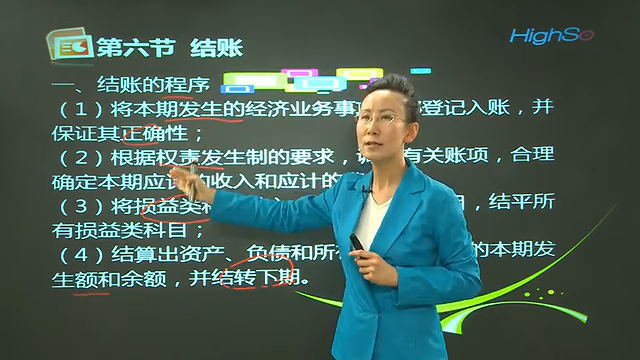 第六节 结账
HighSo
一、结账的程序
（1）将本期发生的经济业务事 登记入账，并
保证其正确性；
（2）根据权责发生制的要求， 有关账项，合理
确定本期应 的收入和应计的
（3）将损益类 ，结平所
有损益类科目；
（4）结算出资产、负债和所 的本期发
生额和余额，并结转下期。
HighSo